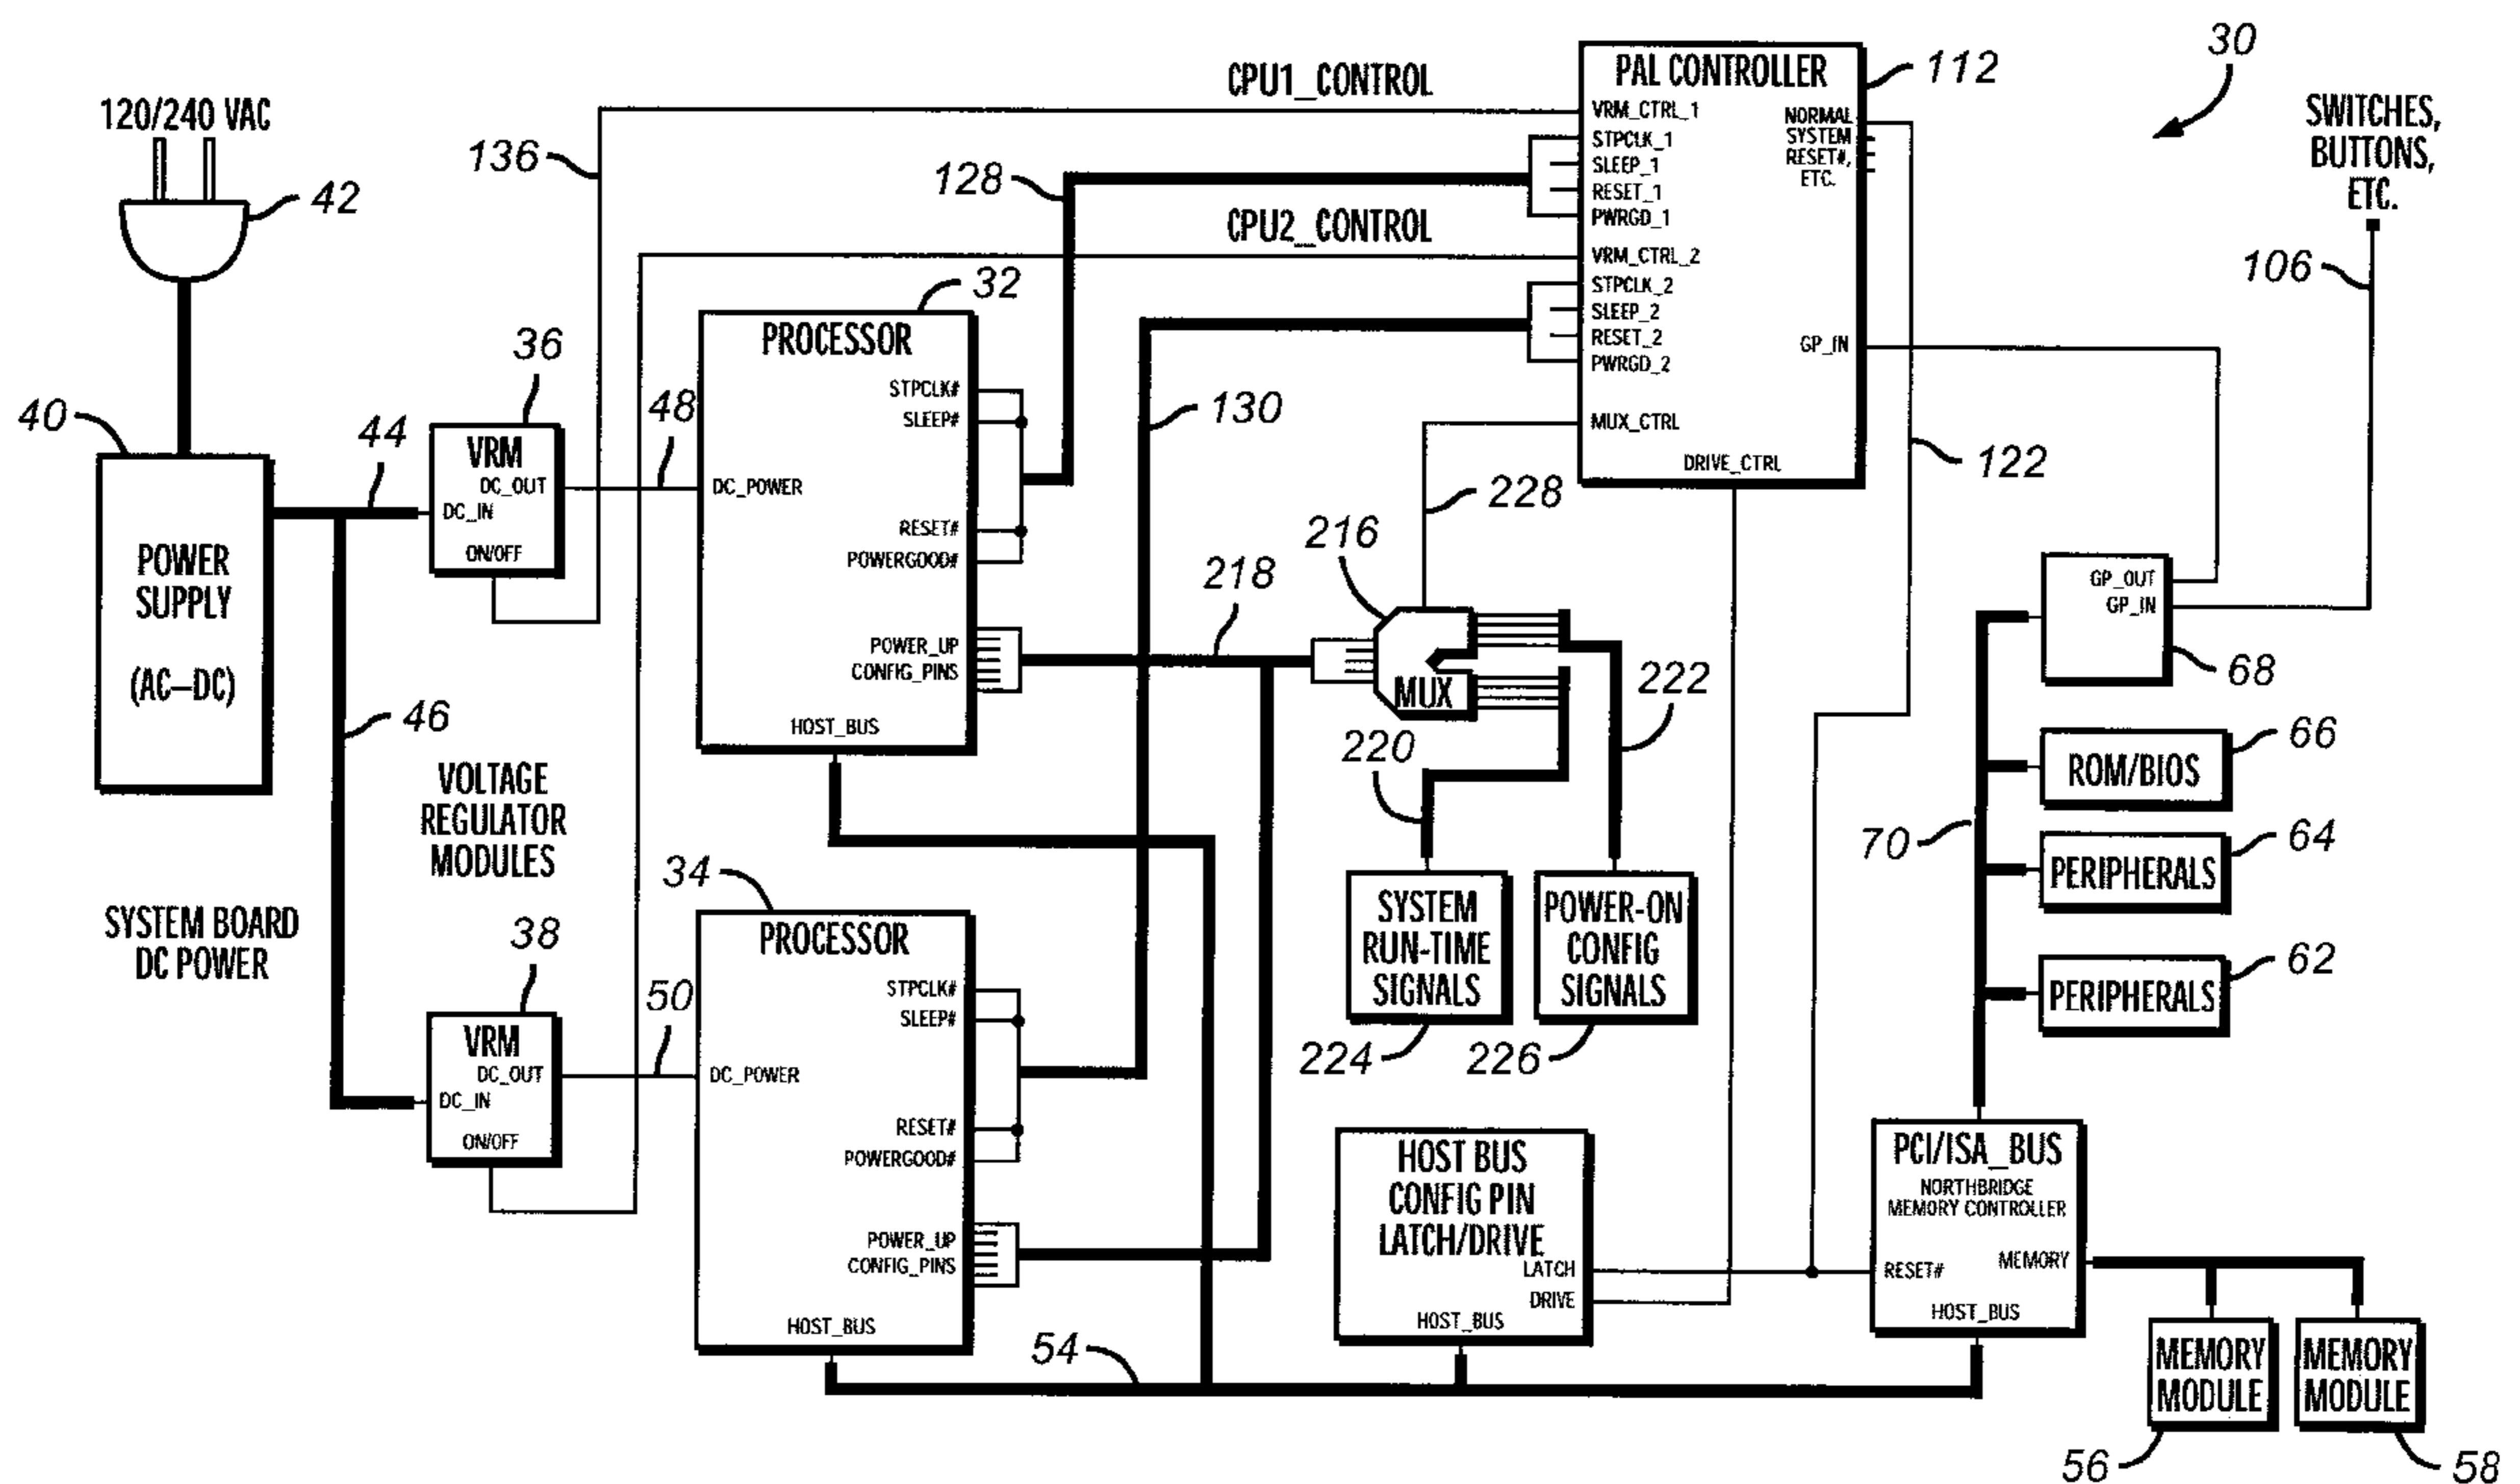 120/240 VAC
42
40
POWER
SUPPLY
(AC–DC)
44
46
SYSTEM BOARD
DC POWER
VOLTAGE
REGULATOR
MODULES
136
36
VRM
DC_OUT
DC_IN
ON/OFF
48
38
VRM
DC_OUT
DC_IN
ON/OFF
50
32
PROCESSOR
STPCLK#
SLEEP#
DC_POWER
RESET#
POWERGOOD#
POWER_UP
CONFIG_PINS
HOST_BUS
34
PROCESSOR
STPCLK#
SLEEP#
DC_POWER
RESET#
POWERGOOD#
POWER_UP
CONFIG_PINS
HOST_BUS
54
CPU1_CONTROL
128
CPU2_CONTROL
130
PAL CONTROLLER
112
VRM_CTRL_1
STPCLK_1
SLEEP_1
RESET_1
PWRGD_1
VRM_CTRL_2
STPCLK_2
SLEEP_2
RESET_2
PWRGD_2
MUX_CTRL
DRIVE_CTRL
NORMAL
SYSTEM
RESET#,
ETC.
GP_IN
122
228
216
218
MUX
220
222
SYSTEM
RUN-TIME
SIGNALS
224
POWER-ON
CONFIG
SIGNALS
226
HOST BUS
CONFIG PIN
LATCH/DRIVE
LATCH
DRIVE
HOST_BUS
30
SWITCHES,
BUTTONS,
ETC.
106
GP_OUT
GP_IN
68
ROM/BIOS
66
PERIPHERALS
64
PERIPHERALS
62
70
PCI/ISA_BUS
NORTHBRIDGE
MEMORY CONTROLLER
MEMORY
RESET#
HOST_BUS
MEMORY
MODULE
56
MEMORY
MODULE
58